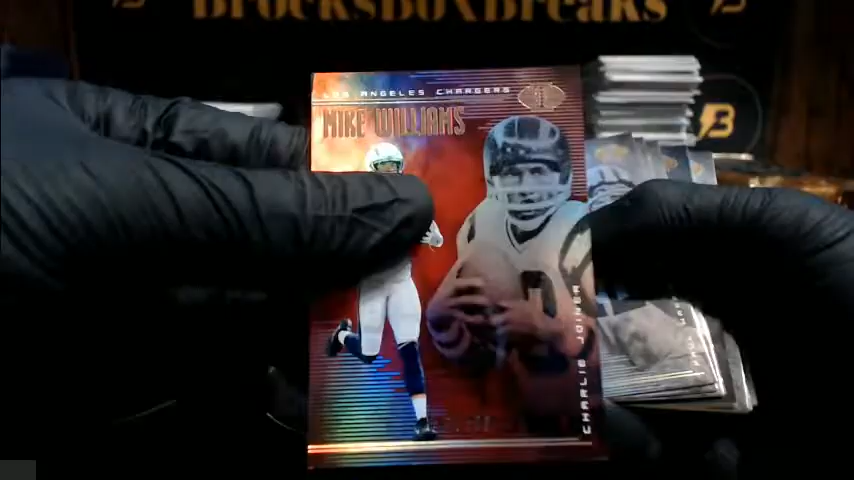 BrocksBoxBreaks
LOS ANGELES CHARGERS
MIKE WILLIAMS
CHARLIE JOINER